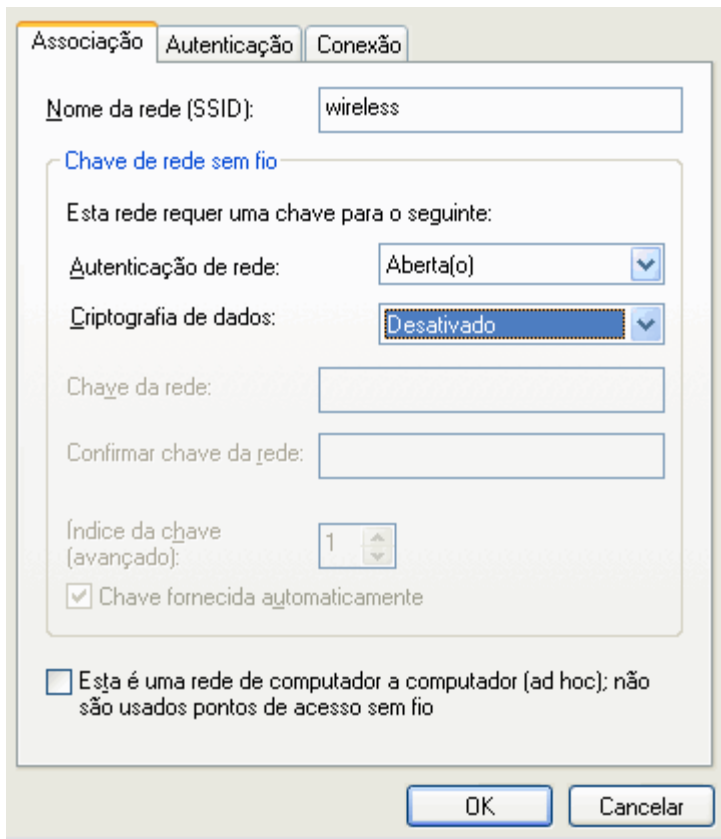 Associação Autenticação Conexão
Nome da rede (SSID): wireless
Chave de rede sem fio
Esta rede requer uma chave para o seguinte:
Autenticação de rede: Aberta(o)
Criptografia de dados: Desativado
Chave da rede:
Confirmar chave da rede:
Índice da chave
(avançado): 1
Chave fornecida automaticamente
Esta é uma rede de computador a computador (ad hoc); não
são usados pontos de acesso sem fio
OK Cancelar